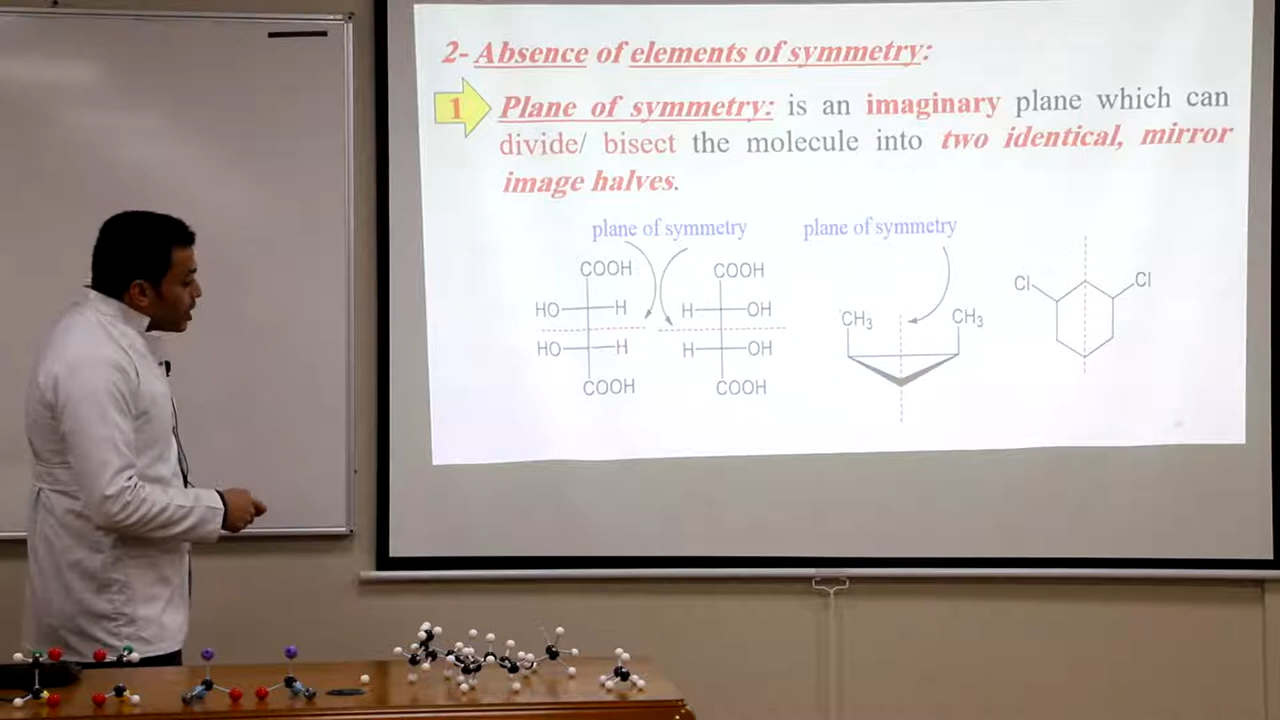 2- Absence of elements of symmetry:
1 Plane of symmetry: is an imaginary plane which can
divide/ bisect the molecule into two identical, mirror
image halves.
plane of symmetry plane of symmetry
COOH COOH
HO H H OH
HO H H OH
COOH COOH
CH3 CH3
Cl Cl